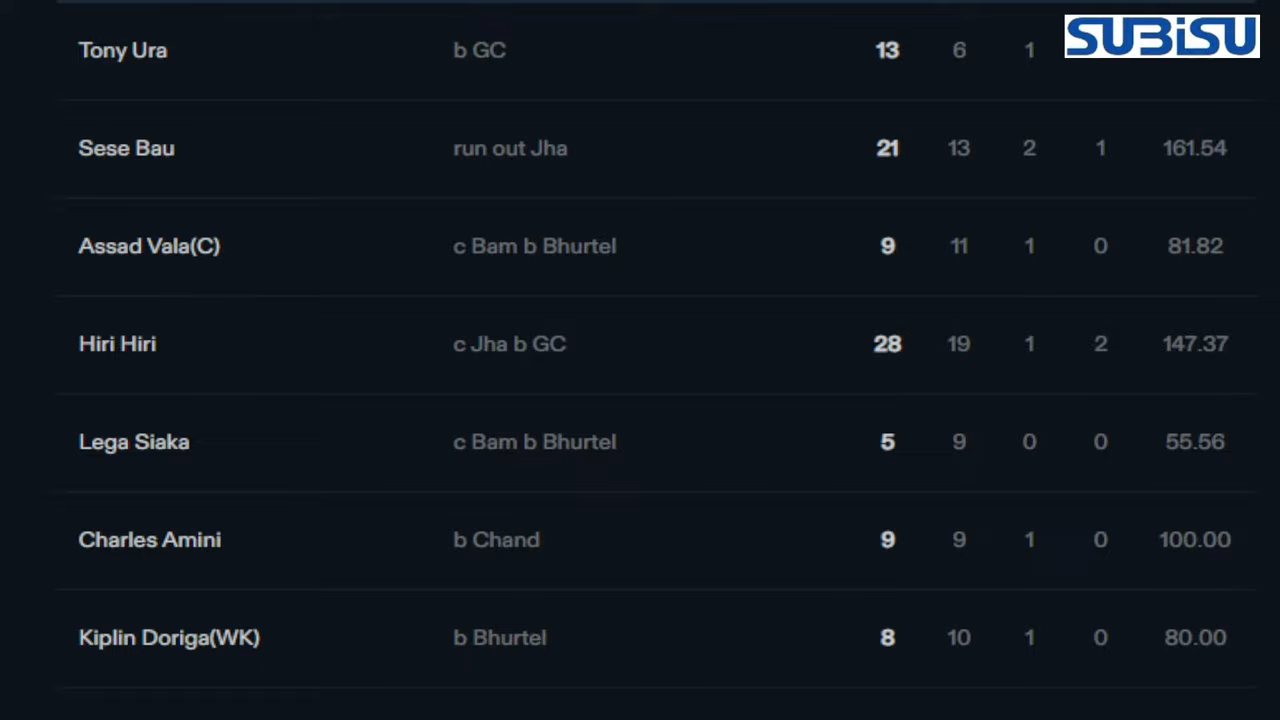 SUBiSU
Tony Ura b GC 13 6 1
Sese Bau run out Jha 21 13 2 1 161.54
Assad Vala(C) c Bam b Bhurtel 9 11 1 0 81.82
Hiri Hiri c Jha b GC 28 19 1 2 147.37
Lega Siaka c Bam b Bhurtel 5 9 0 0 55.56
Charles Amini b Chand 9 9 1 0 100.00
Kiplin Doriga(WK) b Bhurtel 8 10 1 0 80.00